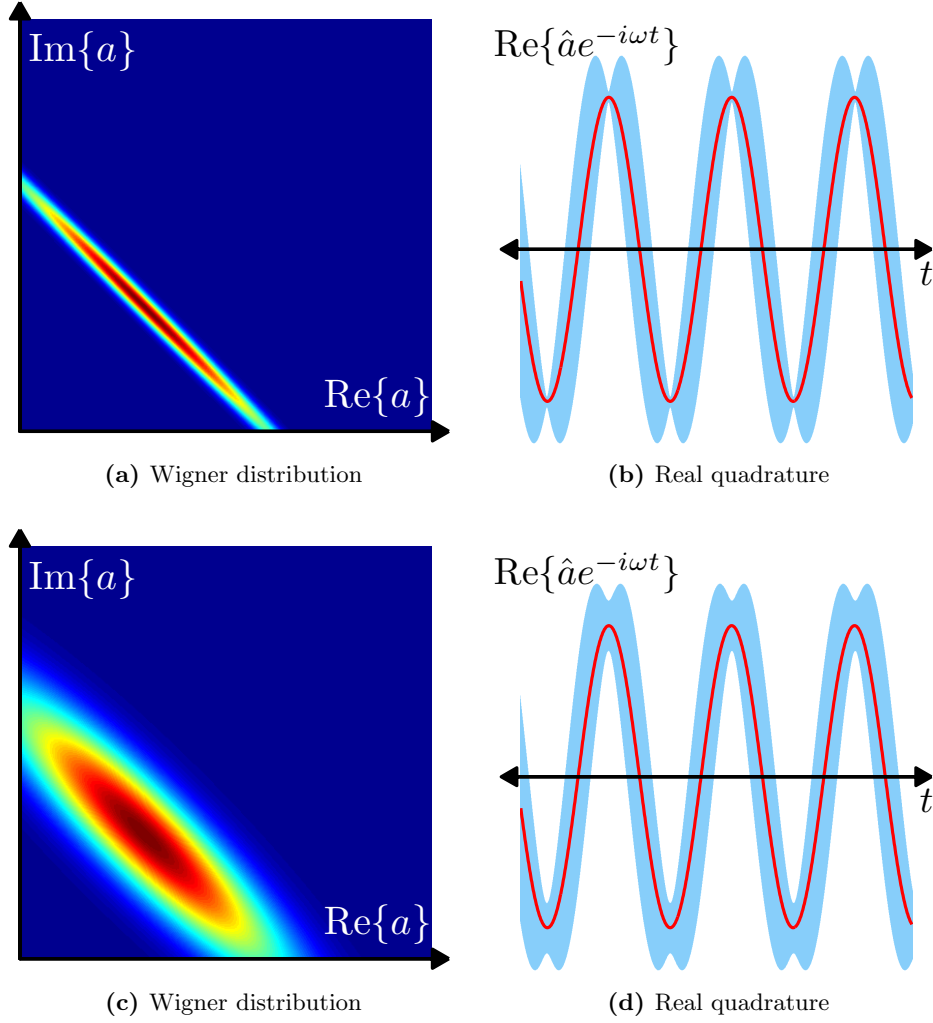 Im{a}
Re{a}
Re{âe^{-iωt}}
t
(a) Wigner distribution
(b) Real quadrature
Im{a}
Re{a}
Re{âe^{-iωt}}
t
(c) Wigner distribution
(d) Real quadrature